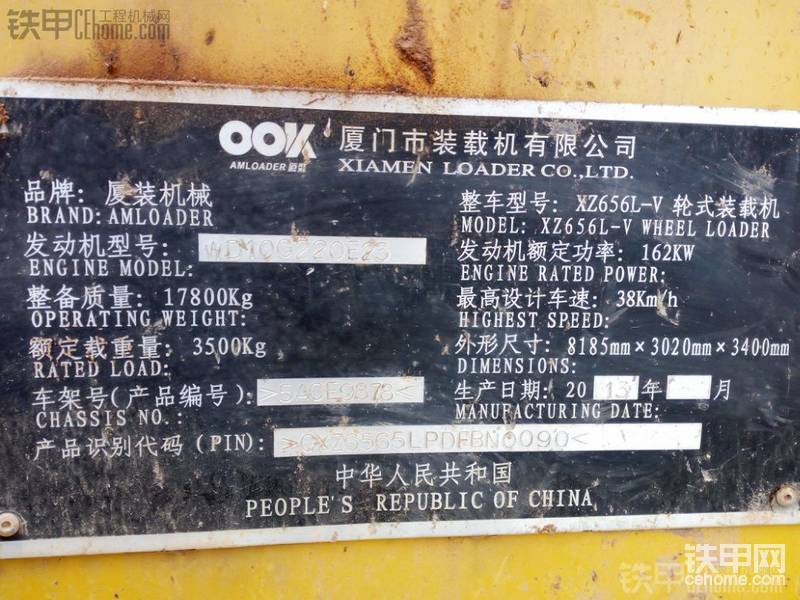 铁甲 工程机械网
CEhome.com
OOK 厦门市装载机有限公司
AMLOADER 厦装 XIAMEN LOADER CO.,LTD.
品牌: 厦装机械
BRAND: AMLOADER
发动机型号: WD10G220E23
ENGINE MODEL:
整备质量: 17800Kg
OPERATING WEIGHT:
额定载重量: 3500Kg
RATED LOAD:
车架号(产品编号): >5ACE9878<
CHASSIS NO.:
产品识别代码 (PIN):
整车型号: XZ656L-V 轮式装载机
MODEL: XZ656L-V WHEEL LOADER
发动机额定功率: 162KW
ENGINE RATED POWER:
最高设计车速: 38Km/h
HIGHEST SPEED:
外形尺寸: 8185mm×3020mm×3400mm
DIMENSIONS:
生产日期: 20 13 年 月
MANUFACTURING DATE:
中华人民共和国
PEOPLE'S REPUBLIC OF CHINA
铁甲网
cehome.com